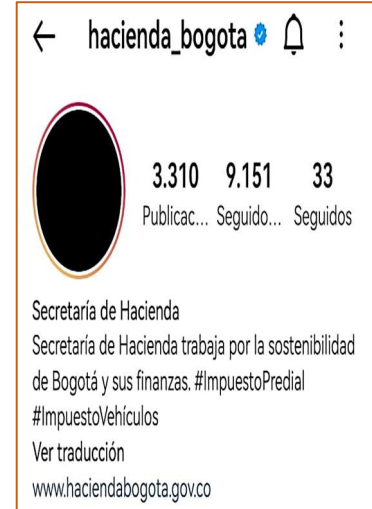 hacienda_bogota
3.310 9.151 33
Publicac... Seguido... Seguidos
Secretaría de Hacienda
Secretaría de Hacienda trabaja por la sostenibilidad
de Bogotá y sus finanzas. #ImpuestoPredial
#ImpuestoVehículos
Ver traducción
www.haciendabogota.gov.co